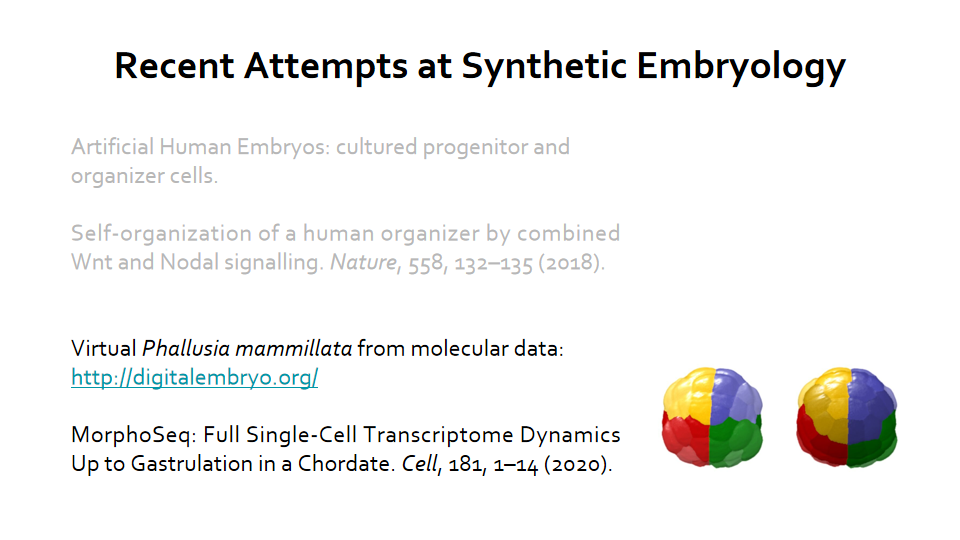 Recent Attempts at Synthetic Embryology
Artificial Human Embryos: cultured progenitor and
organizer cells.
Self-organization of a human organizer by combined
Wnt and Nodal signalling. Nature, 558, 132–135 (2018).
Virtual Phallusia mammillata from molecular data:
http://digitalembryo.org/
MorphoSeq: Full Single-Cell Transcriptome Dynamics
Up to Gastrulation in a Chordate. Cell, 181, 1–14 (2020).